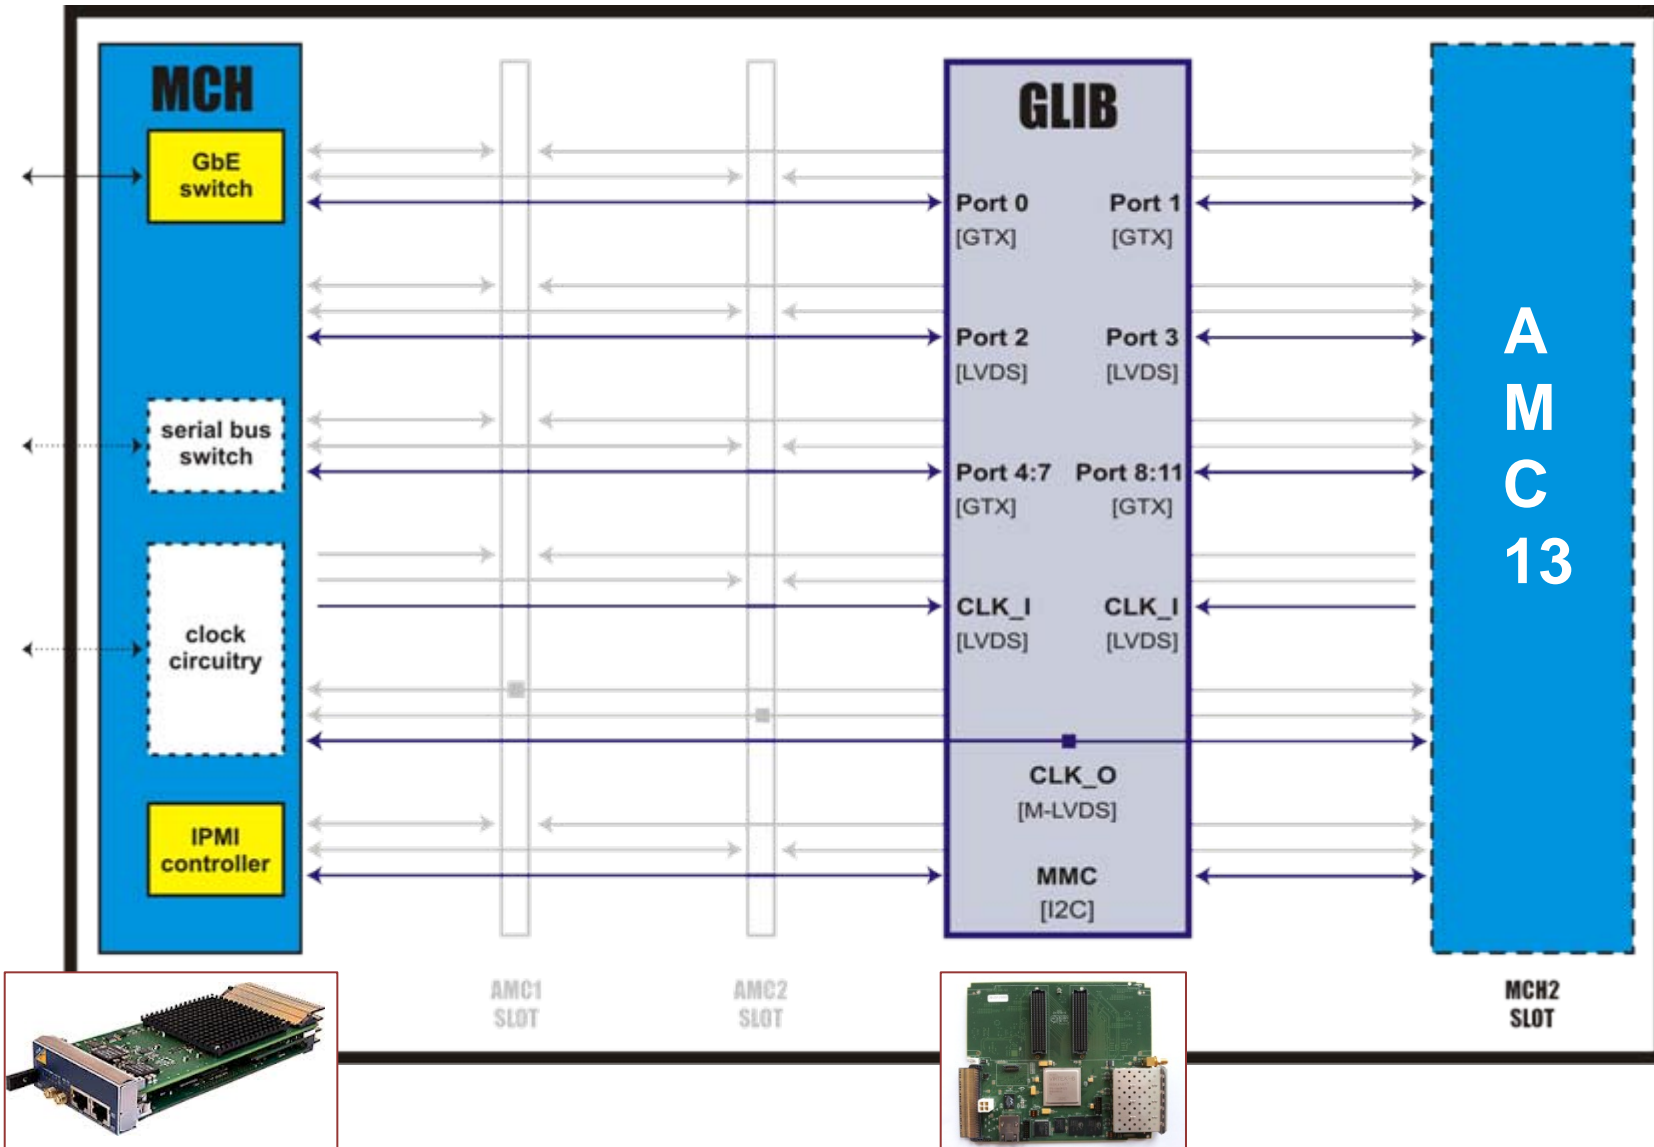 MCH
GbE
switch
serial bus
switch
clock
circuitry
IPMI
controller
AMC1
SLOT
AMC2
SLOT
GLIB
Port 0 Port 1
[GTX] [GTX]
Port 2 Port 3
[LVDS] [LVDS]
Port 4:7 Port 8:11
[GTX] [GTX]
CLK_I CLK_I
[LVDS] [LVDS]
CLK_O
[M-LVDS]
MMC
[I2C]
A
M
C
13
MCH2
SLOT